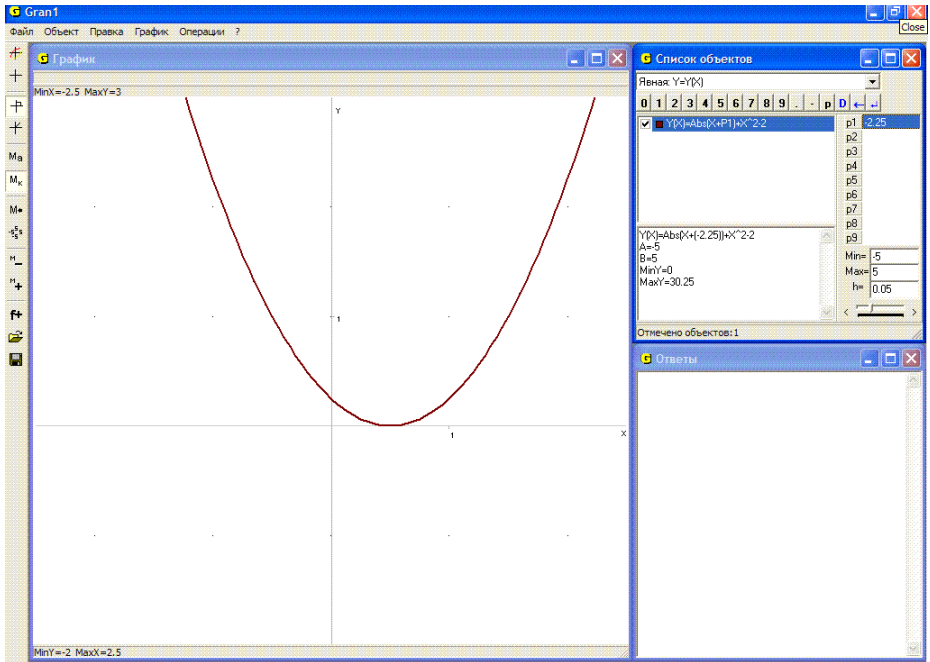 Gran1
Close
Файл Объект Правка График Операции ?
График
MinX=-2.5 MaxY=3
Y
1
1
X
MinY=-2 MaxX=2.5
Ma
Mк
M
S S S S
M
M
f+
Список объектов
Явная: Y=Y(X)
0 1 2 3 4 5 6 7 8 9 . - p D ← ↵
Y(X)=Abs(X+P1)+X^2-2
p1 -2.25
p2
p3
p4
p5
p6
p7
p8
p9
Y(X)=Abs(X+(-2.25))+X^2-2
A=-5
B=5
MinY=0
MaxY=30.25
Min= -5
Max= 5
h= 0.05
< >
Отмечено объектов:1
Ответы